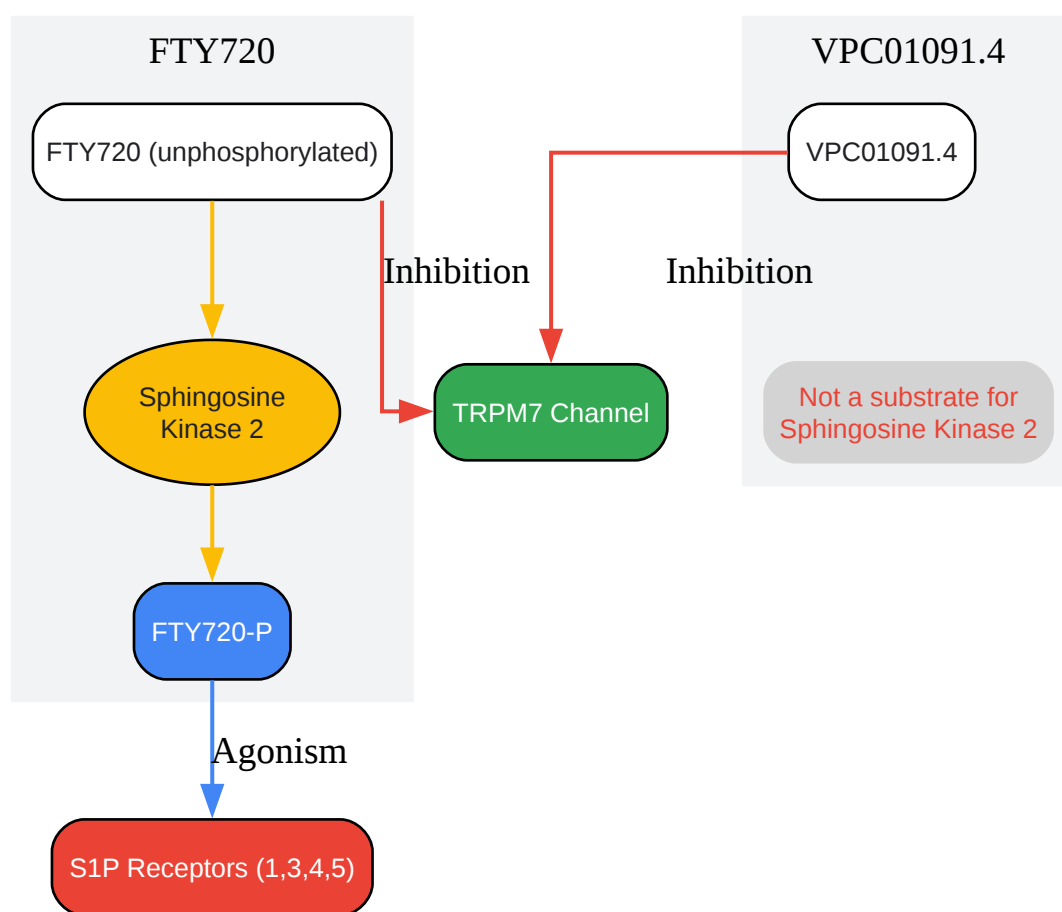 FTY720
VPC01091.4
FTY720 (unphosphorylated)
VPC01091.4
Inhibition
Inhibition
Sphingosine
Kinase 2
TRPM7 Channel
Not a substrate for
Sphingosine Kinase 2
FTY720-P
Agonism
S1P Receptors (1,3,4,5)